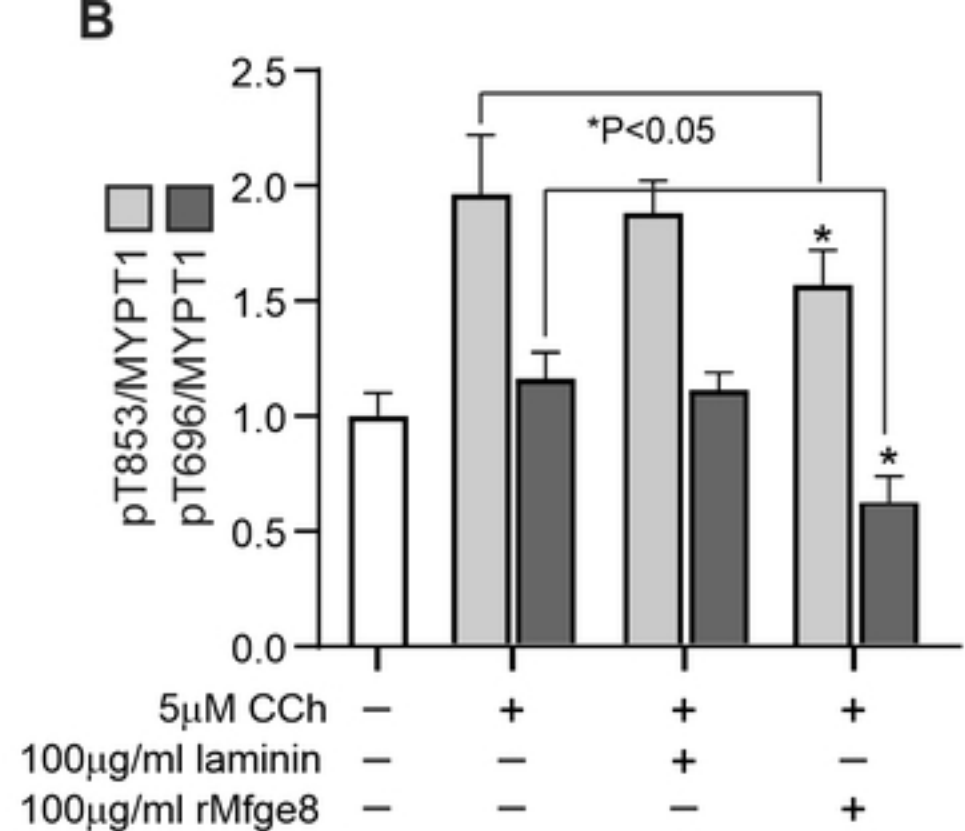 B
2.5
*P<0.05
2.0
pT853/MYPT1
pT696/MYPT1
*
1.5
1.0
*
0.5
0.0
5μM CCh − + + +
100μg/ml laminin − − + −
100μg/ml rMfge8 − − − +